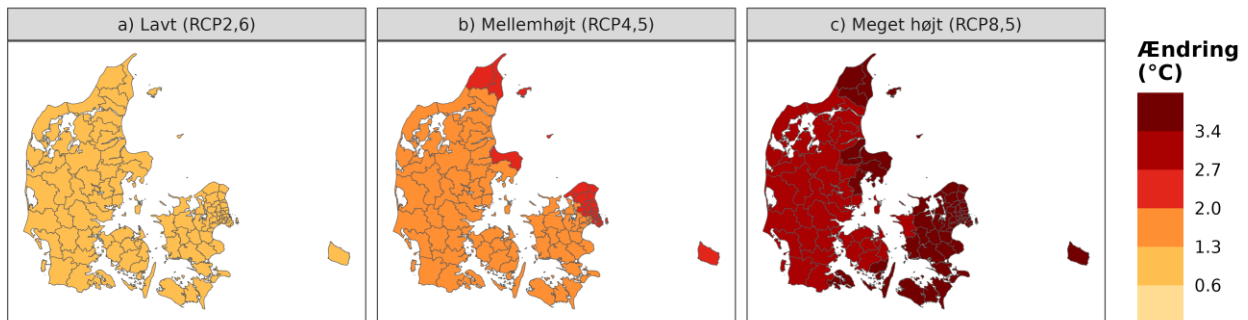 a) Lavt (RCP2,6)
b) Mellemhøjt (RCP4,5)
c) Meget højt (RCP8,5)
Ændring
(°C)
3.4
2.7
2.0
1.3
0.6